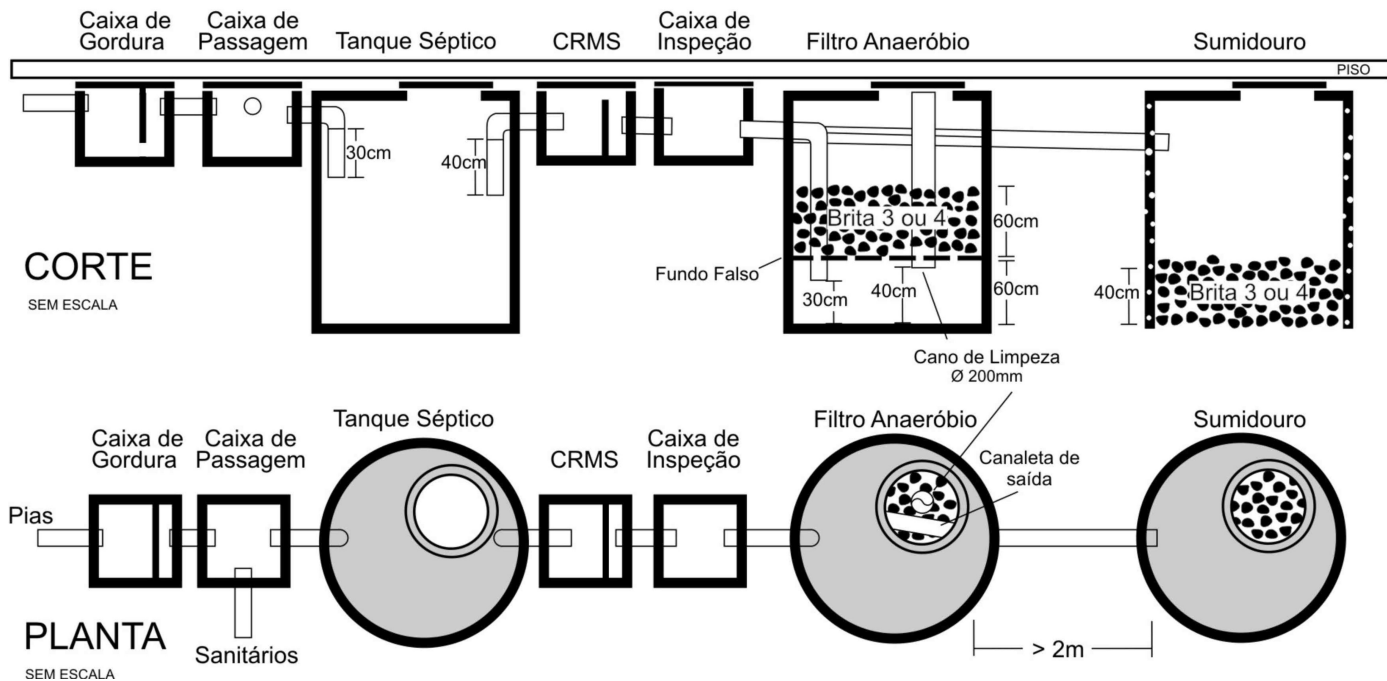 Caixa de
Gordura
Caixa de
Passagem
Tanque Séptico
CRMS
Caixa de
Inspeção
Filtro Anaeróbio
Sumidouro
PISO
30cm
40cm
Brita 3 ou 4
60cm
CORTE
SEM ESCALA
Fundo Falso
30cm
40cm
60cm
40cm
Brita 3 ou 4
Cano de Limpeza
Ø 200mm
Tanque Séptico
Filtro Anaeróbio
Sumidouro
Caixa de
Gordura
Caixa de
Passagem
CRMS
Caixa de
Inspeção
Canaleta de
saída
Pias
PLANTA
SEM ESCALA
Sanitários
> 2m